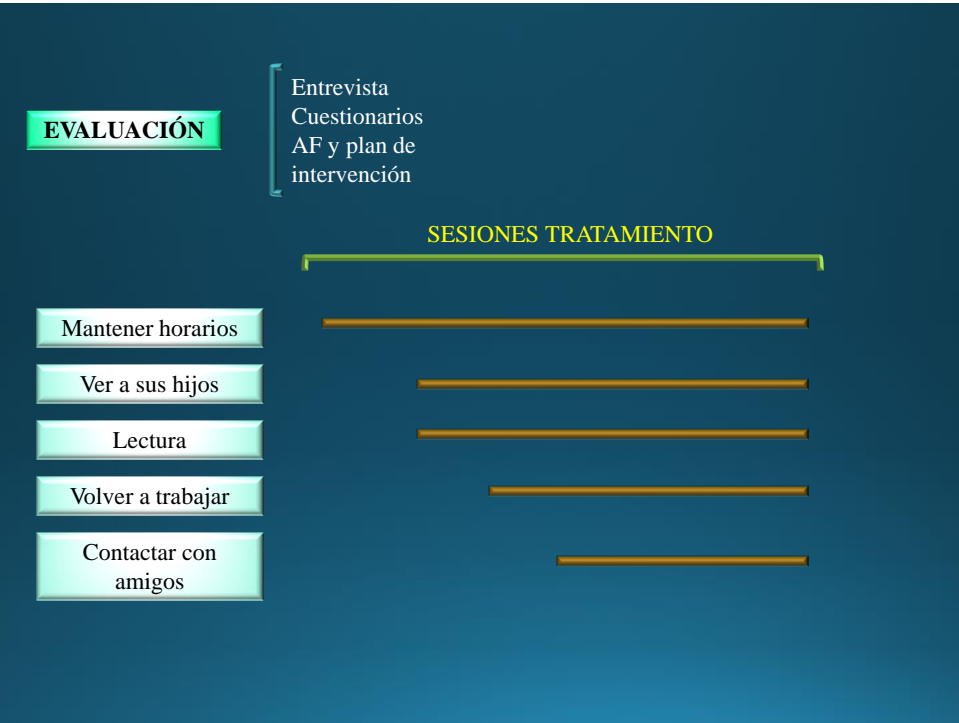 EVALUACIÓN
Entrevista
Cuestionarios
AF y plan de
intervención
SESIONES TRATAMIENTO
Mantener horarios
Ver a sus hijos
Lectura
Volver a trabajar
Contactar con
amigos